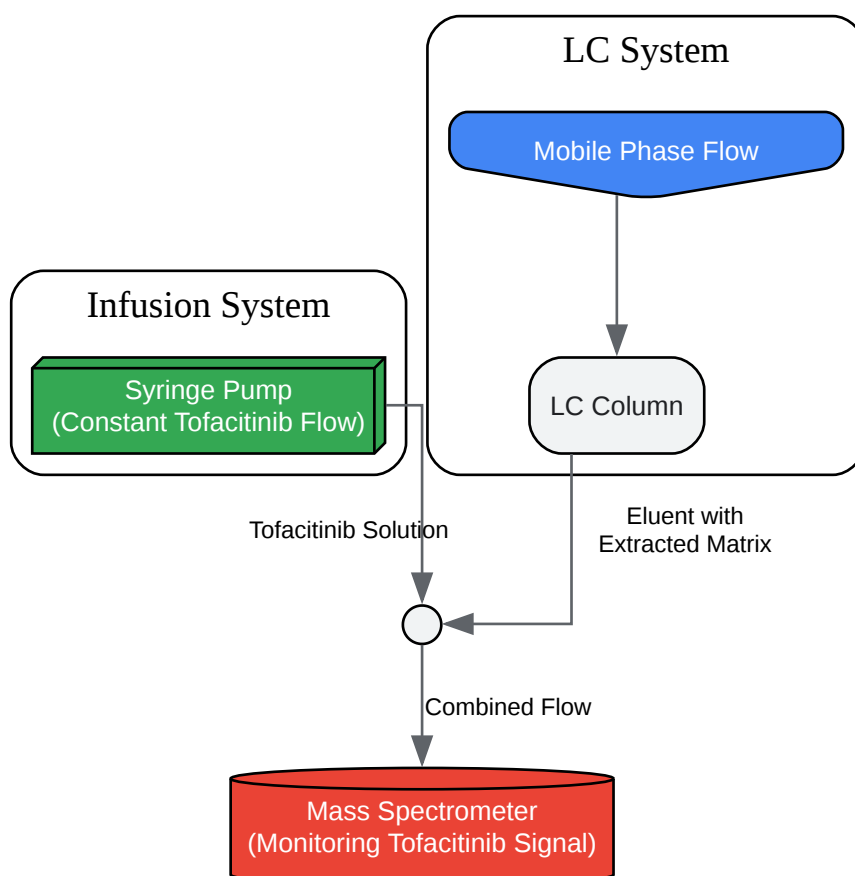 LC System
Mobile Phase Flow
Infusion System
Syringe Pump
(Constant Tofacitinib Flow)
LC Column
Tofacitinib Solution
Eluent with
Extracted Matrix
Combined Flow
Mass Spectrometer
(Monitoring Tofacitinib Signal)